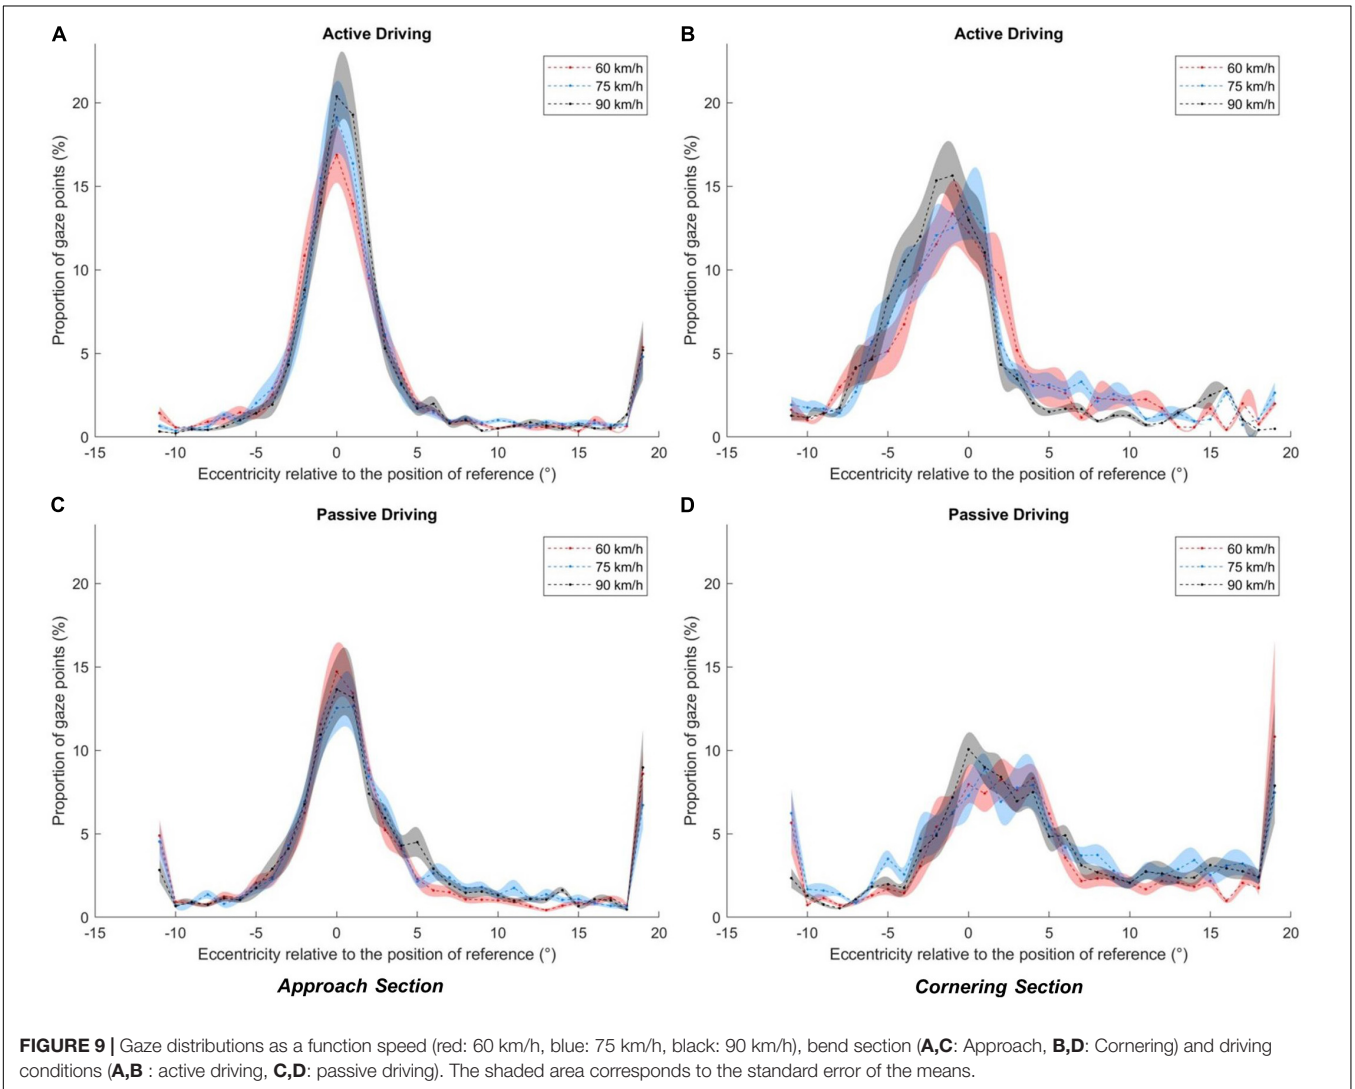 A
Active Driving
60 km/h
75 km/h
90 km/h
20
15
10
5
0
Proportion of gaze points (%)
-15 -10 -5 0 5 10 15 20
Eccentricity relative to the position of reference (°)
B
Active Driving
60 km/h
75 km/h
90 km/h
20
15
10
5
0
Proportion of gaze points (%)
-15 -10 -5 0 5 10 15 20
Eccentricity relative to the position of reference (°)
C
Passive Driving
60 km/h
75 km/h
90 km/h
20
15
10
5
0
Proportion of gaze points (%)
-15 -10 -5 0 5 10 15 20
Eccentricity relative to the position of reference (°)
Approach Section
D
Passive Driving
60 km/h
75 km/h
90 km/h
20
15
10
5
0
Proportion of gaze points (%)
-15 -10 -5 0 5 10 15 20
Eccentricity relative to the position of reference (°)
Cornering Section
FIGURE 9 | Gaze distributions as a function speed (red: 60 km/h, blue: 75 km/h, black: 90 km/h), bend section (A,C: Approach, B,D: Cornering) and driving
conditions (A,B : active driving, C,D: passive driving). The shaded area corresponds to the standard error of the means.